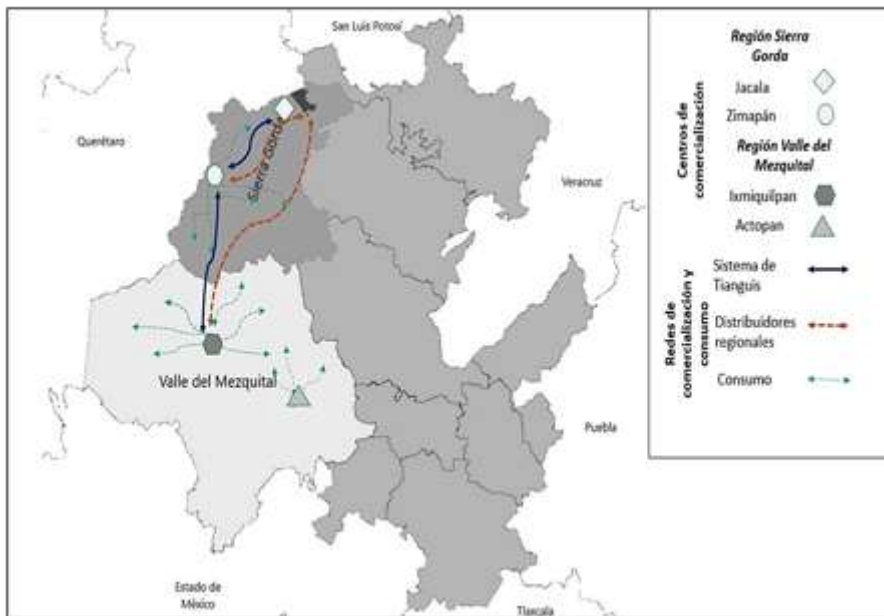 San Luis Potosí
Querétaro
Veracruz
Sierra Gorda
Valle del Mezquital
Puebla
Estado de
México
Tlaxcala
Región Sierra
Gorda
Centros de
comercialización
Jacala
Zimapán
Región Valle del
Mezquital
Ixmiquilpan
Actopan
Redes de
comercialización y
consumo
Sistema de
Tianguis
Distribuidores
regionales
Consumo